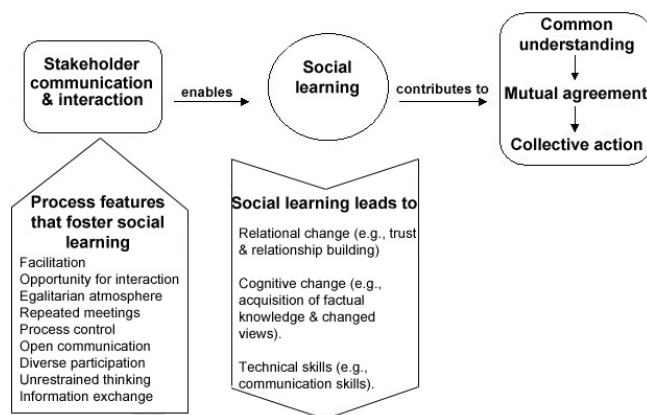 Stakeholder
communication
& interaction
enables
Social
learning
contributes to
Common
understanding
Mutual agreement
Collective action
Process features
that foster social
learning
Facilitation
Opportunity for interaction
Egalitarian atmosphere
Repeated meetings
Process control
Open communication
Diverse participation
Unrestrained thinking
Information exchange
Social learning leads to
Relational change (e.g., trust
& relationship building)
Cognitive change (e.g.,
acquisition of factual
knowledge & changed
views).
Technical skills (e.g.,
communication skills).